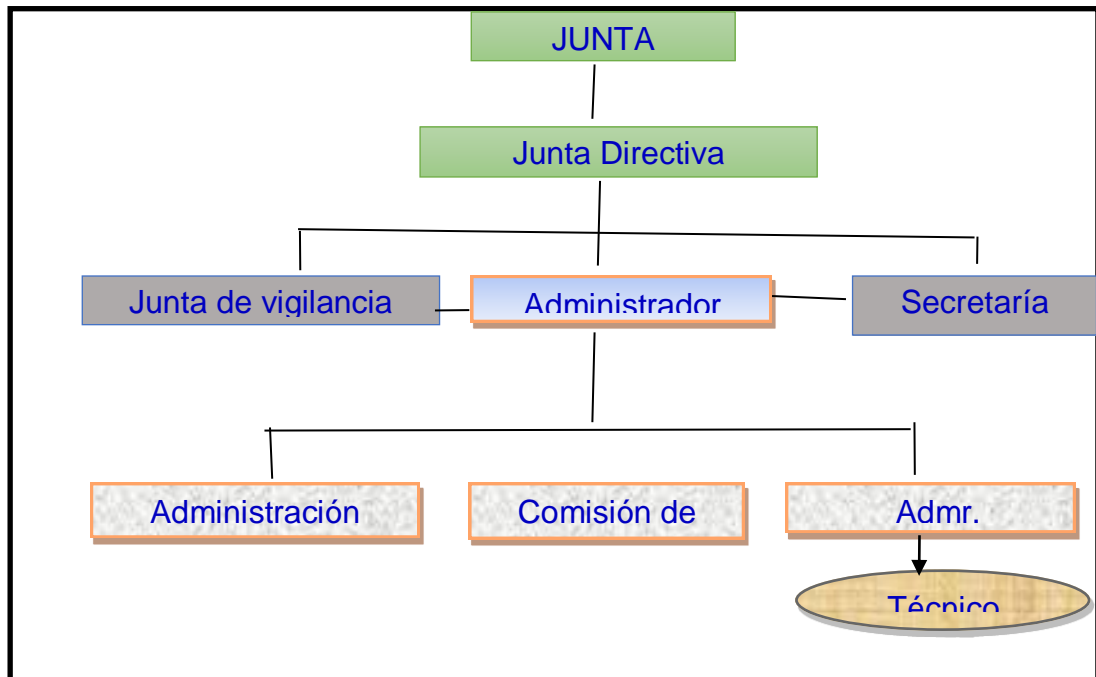 JUNTA
Junta Directiva
Junta de vigilancia
Administrador
Secretaría
Administración
Comisión de
Admr.
Técnico